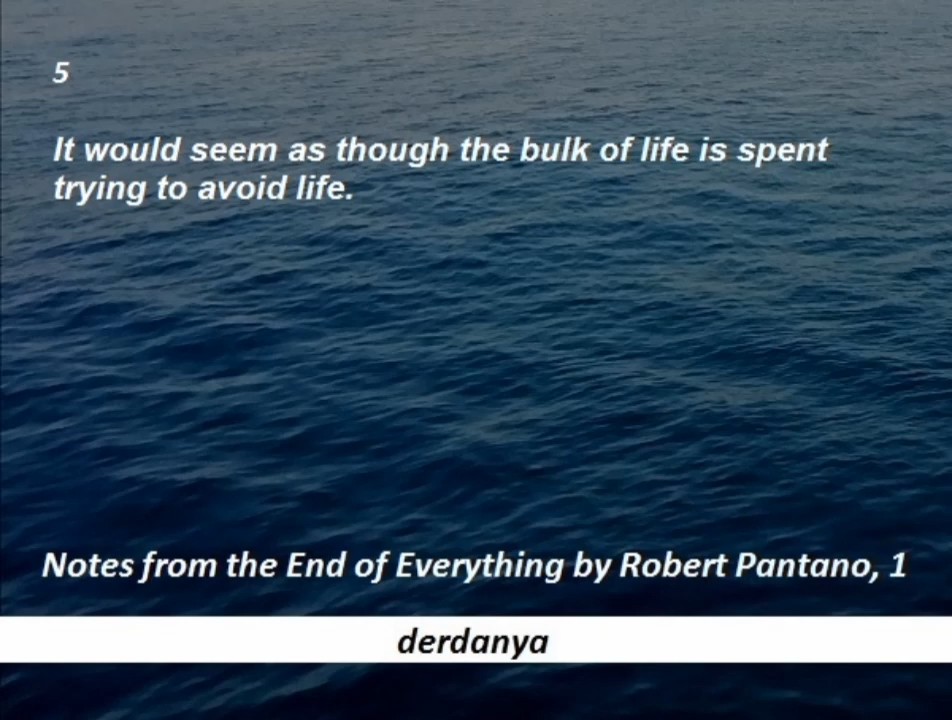 5
It would seem as though the bulk of life is spent
trying to avoid life.
Notes from the End of Everything by Robert Pantano, 1
derdanya